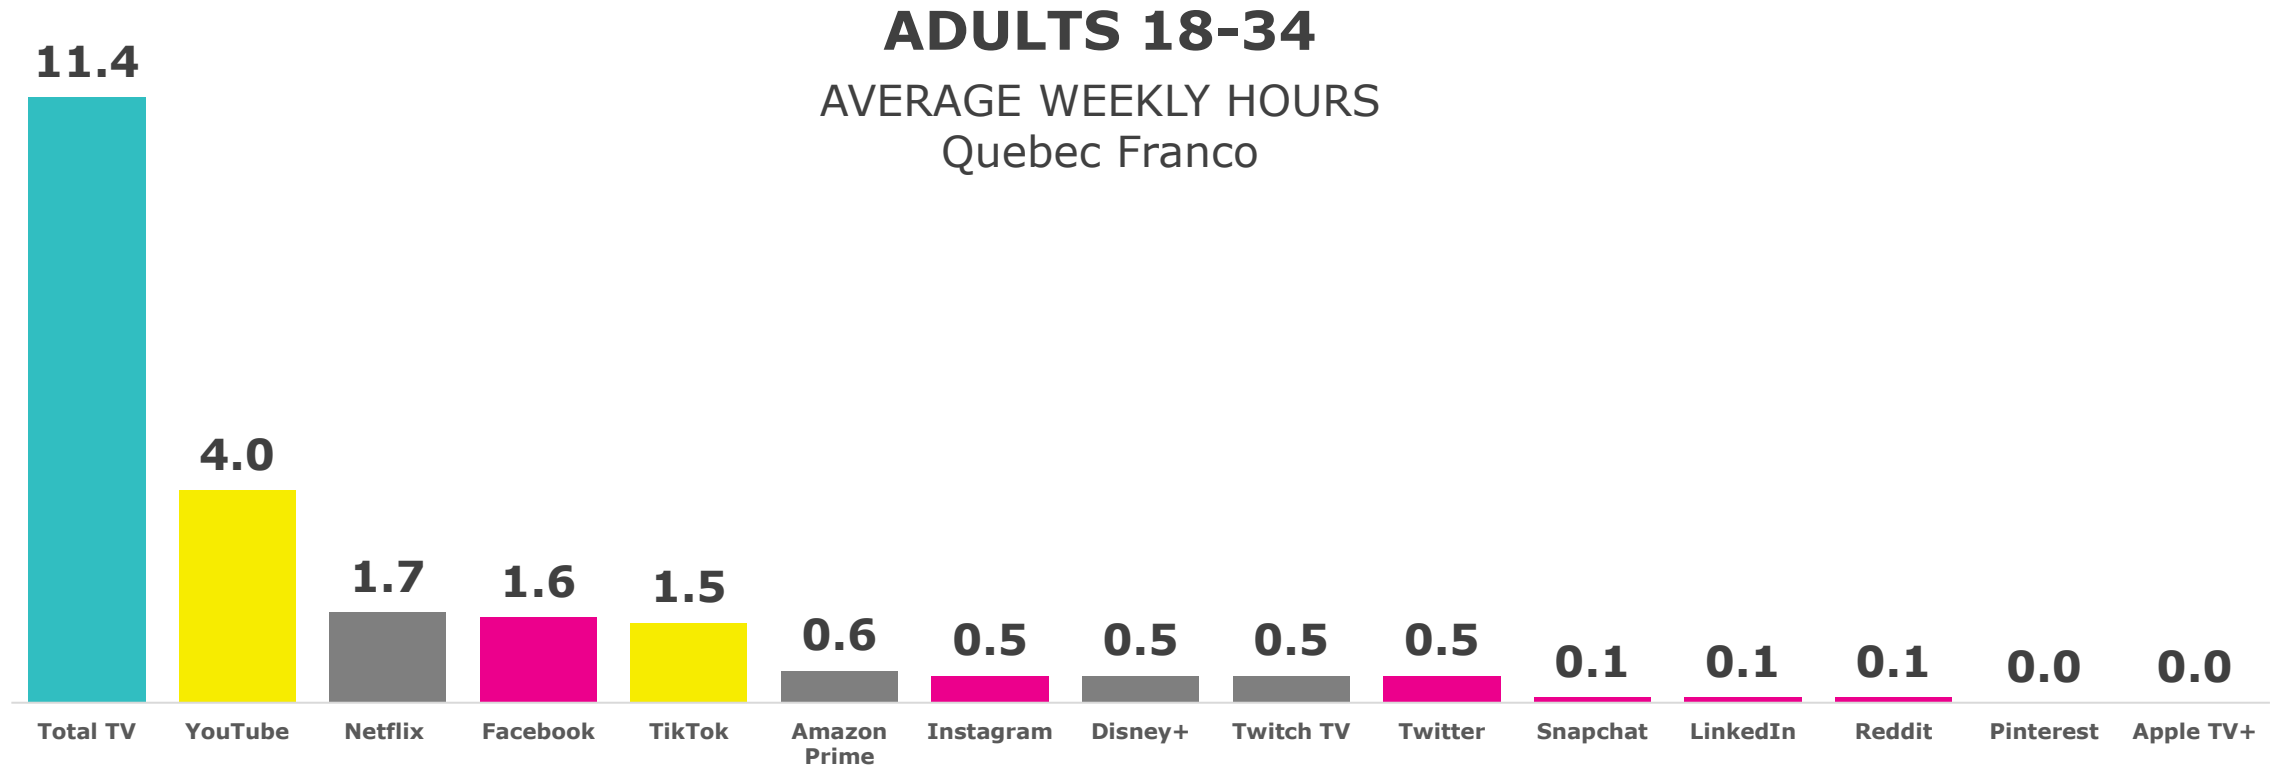 ADULTS 18-34
AVERAGE WEEKLY HOURS
Quebec Franco
11.4
4.0
1.7
1.6
1.5
0.6
0.5
0.5
0.5
0.5
0.1
0.1
0.1
0.0
0.0
Total TV
YouTube
Netflix
Facebook
TikTok
Amazon
Prime
Instagram
Disney+
Twitch TV
Twitter
Snapchat
LinkedIn
Reddit
Pinterest
Apple TV+